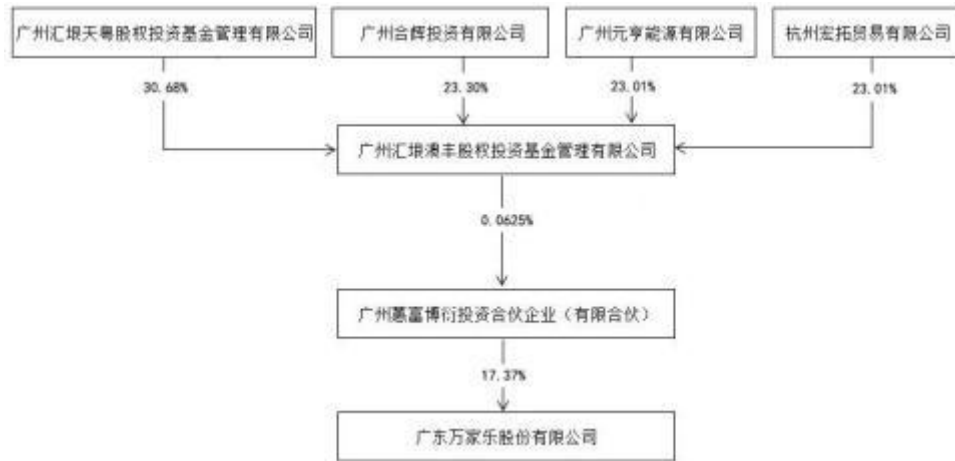 广州汇垠天粤股权投资基金管理有限公司
广州合辉投资有限公司
广州元亨能源有限公司
杭州宏拓贸易有限公司
30.68%
23.30%
23.01%
23.01%
广州汇垠澳丰股权投资基金管理有限公司
0.0625%
广州蕙富博衍投资合伙企业（有限合伙）
17.37%
广东万家乐股份有限公司